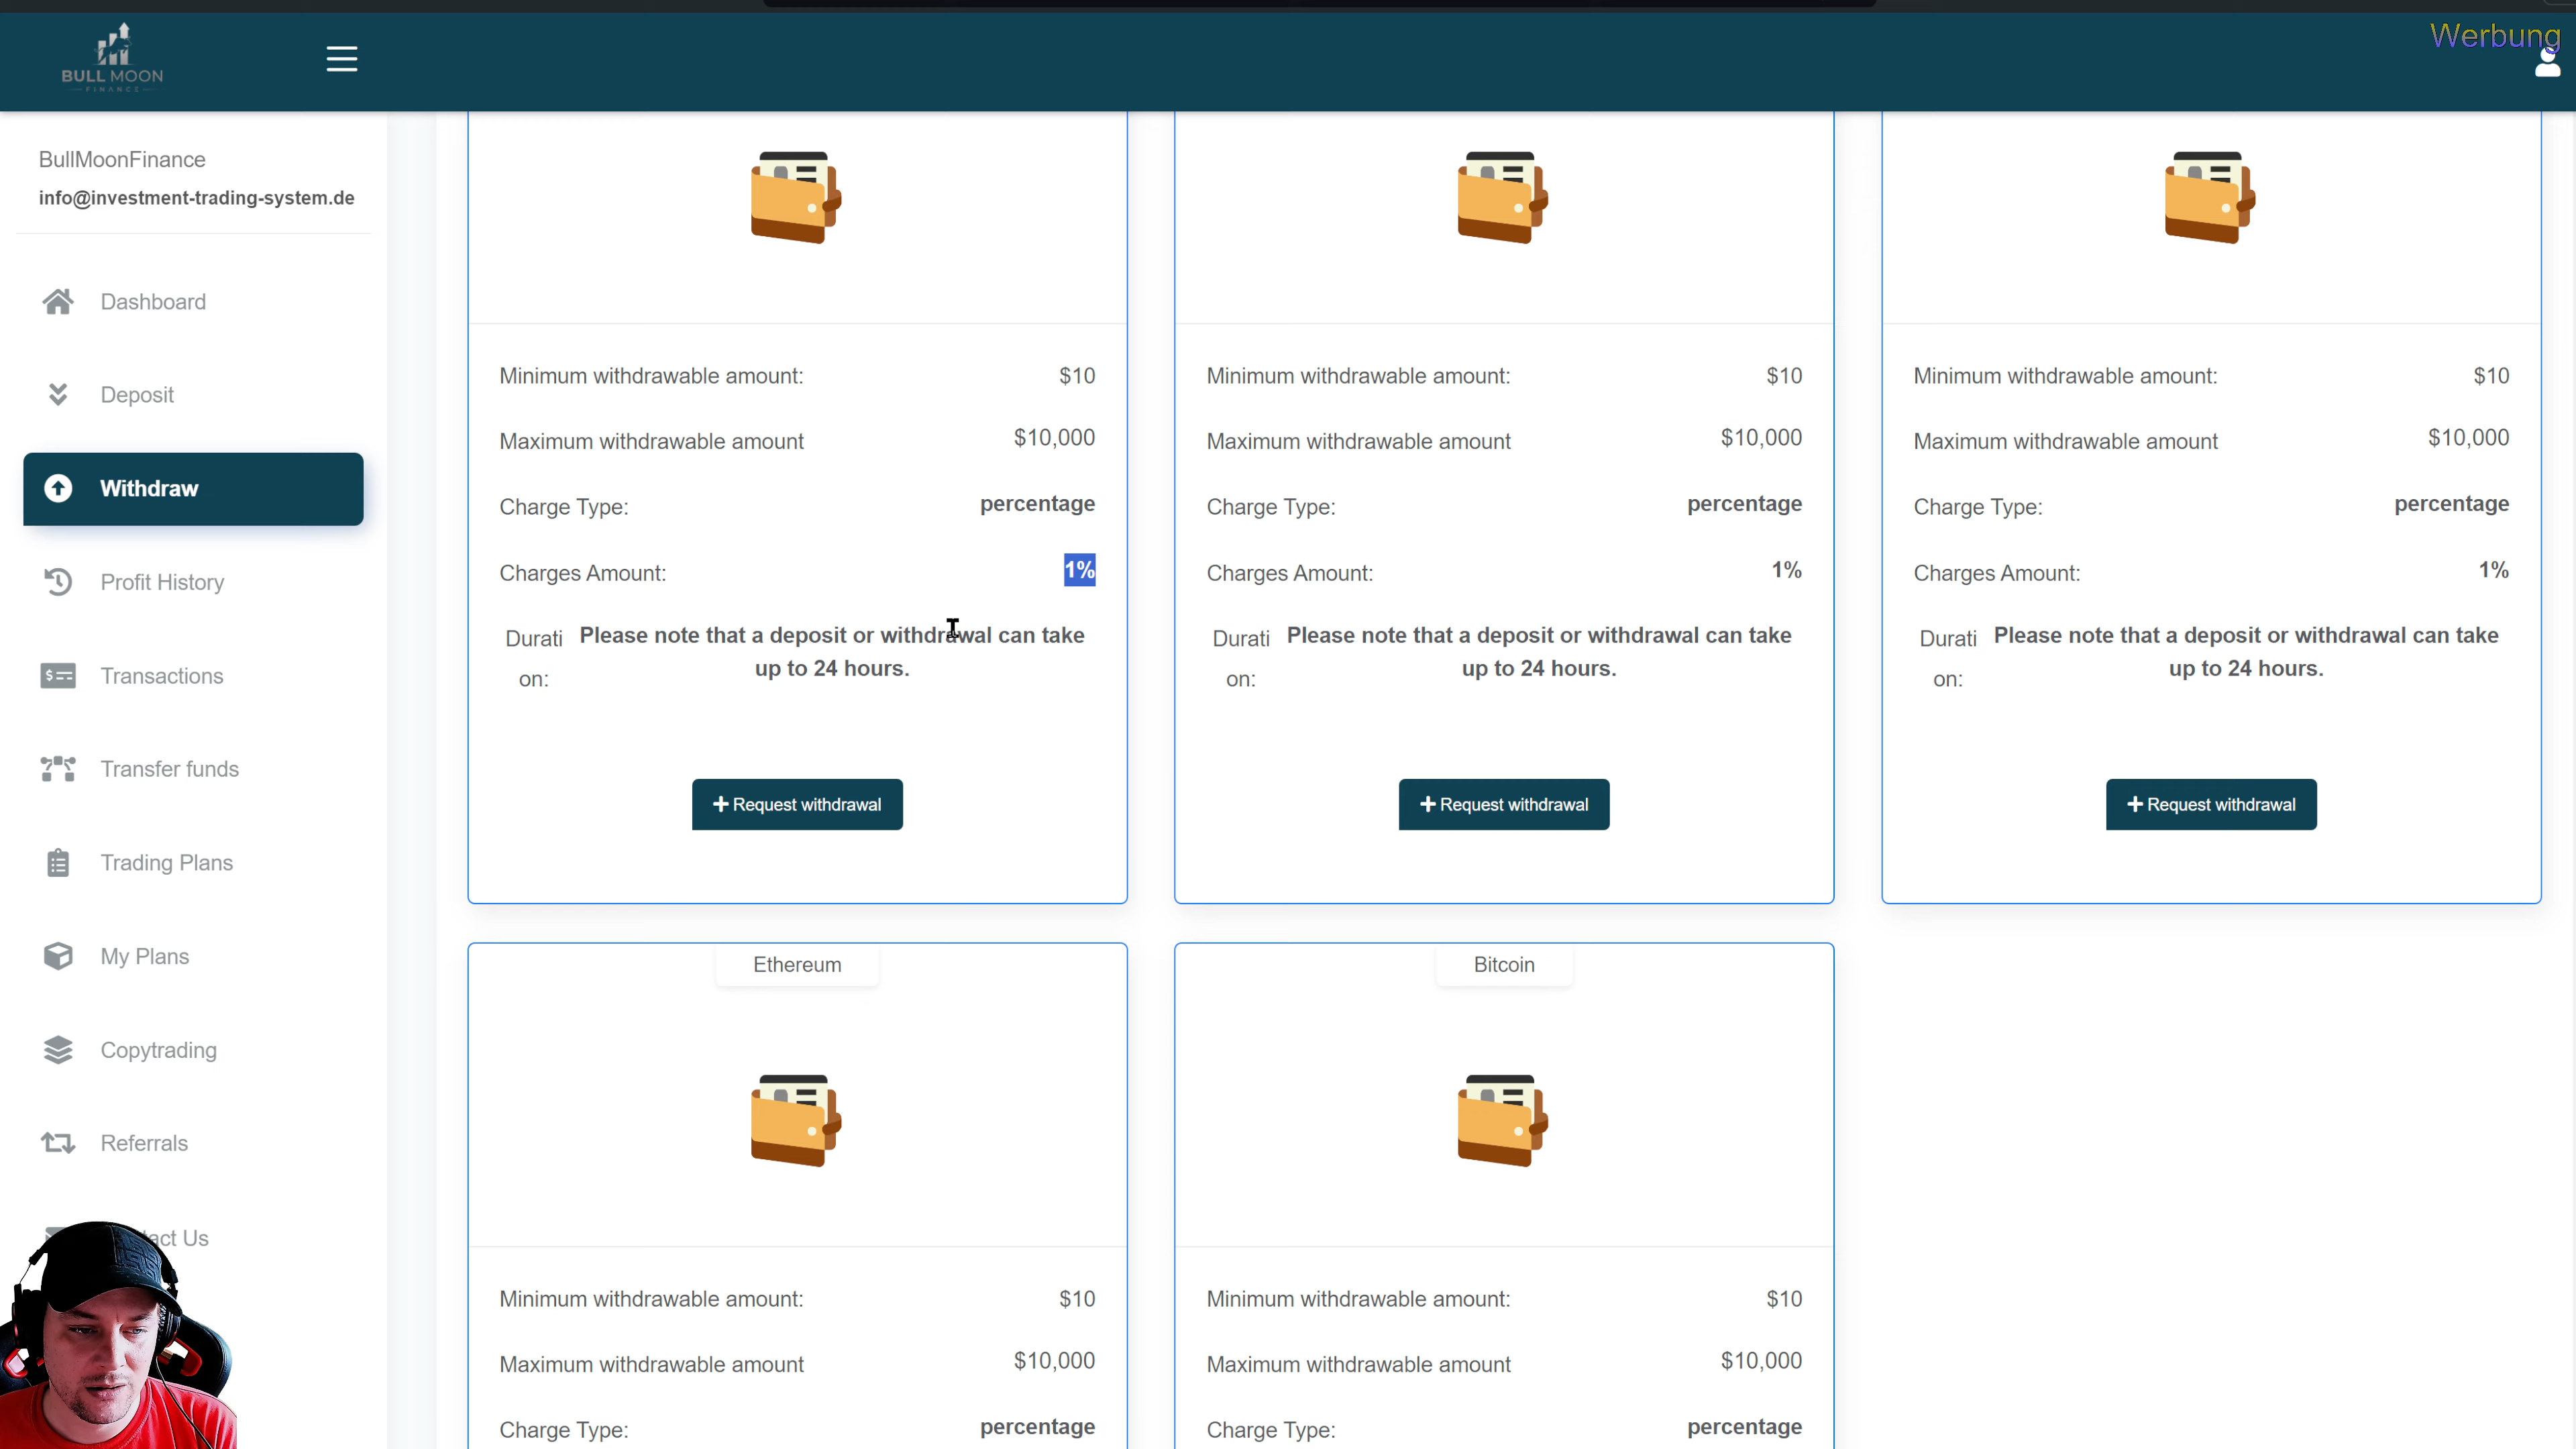 Werbung
BULL MOON
FINANCE
BullMoonFinance
info@investment-trading-system.de
Dashboard
Deposit
Withdraw
Profit History
Transactions
Transfer funds
Trading Plans
My Plans
Copytrading
Referrals
act Us
Minimum withdrawable amount: $10
Maximum withdrawable amount $10,000
Charge Type: percentage
Charges Amount: 1%
Durati Please note that a deposit or withdrawal can take
on: up to 24 hours.
+ Request withdrawal
Minimum withdrawable amount: $10
Maximum withdrawable amount $10,000
Charge Type: percentage
Charges Amount: 1%
Durati Please note that a deposit or withdrawal can take
on: up to 24 hours.
+ Request withdrawal
Minimum withdrawable amount: $10
Maximum withdrawable amount $10,000
Charge Type: percentage
Charges Amount: 1%
Durati Please note that a deposit or withdrawal can take
on: up to 24 hours.
+ Request withdrawal
Ethereum
Minimum withdrawable amount: $10
Maximum withdrawable amount $10,000
Charge Type: percentage
Bitcoin
Minimum withdrawable amount: $10
Maximum withdrawable amount $10,000
Charge Type: percentage